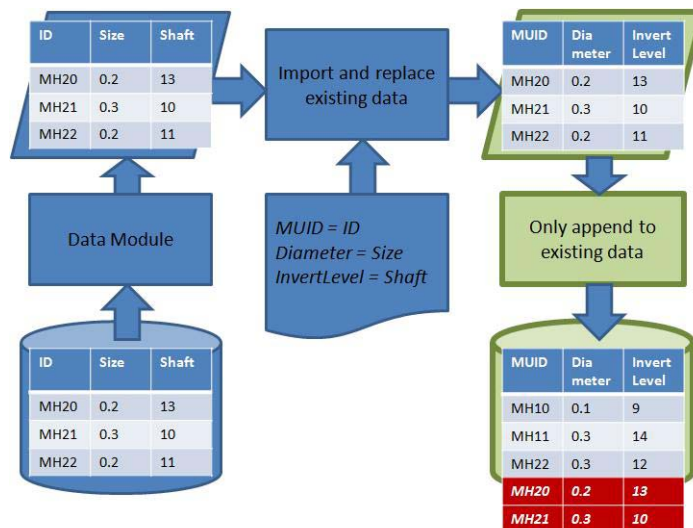 ID Size Shaft
MH20 0.2 13
MH21 0.3 10
MH22 0.2 11
Import and replace
existing data
MUID Dia Invert
meter Level
MH20 0.2 13
MH21 0.3 10
MH22 0.2 11
Data Module
MUID = ID
Diameter = Size
InvertLevel = Shaft
Only append to
existing data
ID Size Shaft
MH20 0.2 13
MH21 0.3 10
MH22 0.2 11
MUID Dia Invert
meter Level
MH10 0.1 9
MH11 0.3 14
MH22 0.3 12
MH20 0.2 13
MH21 0.3 10